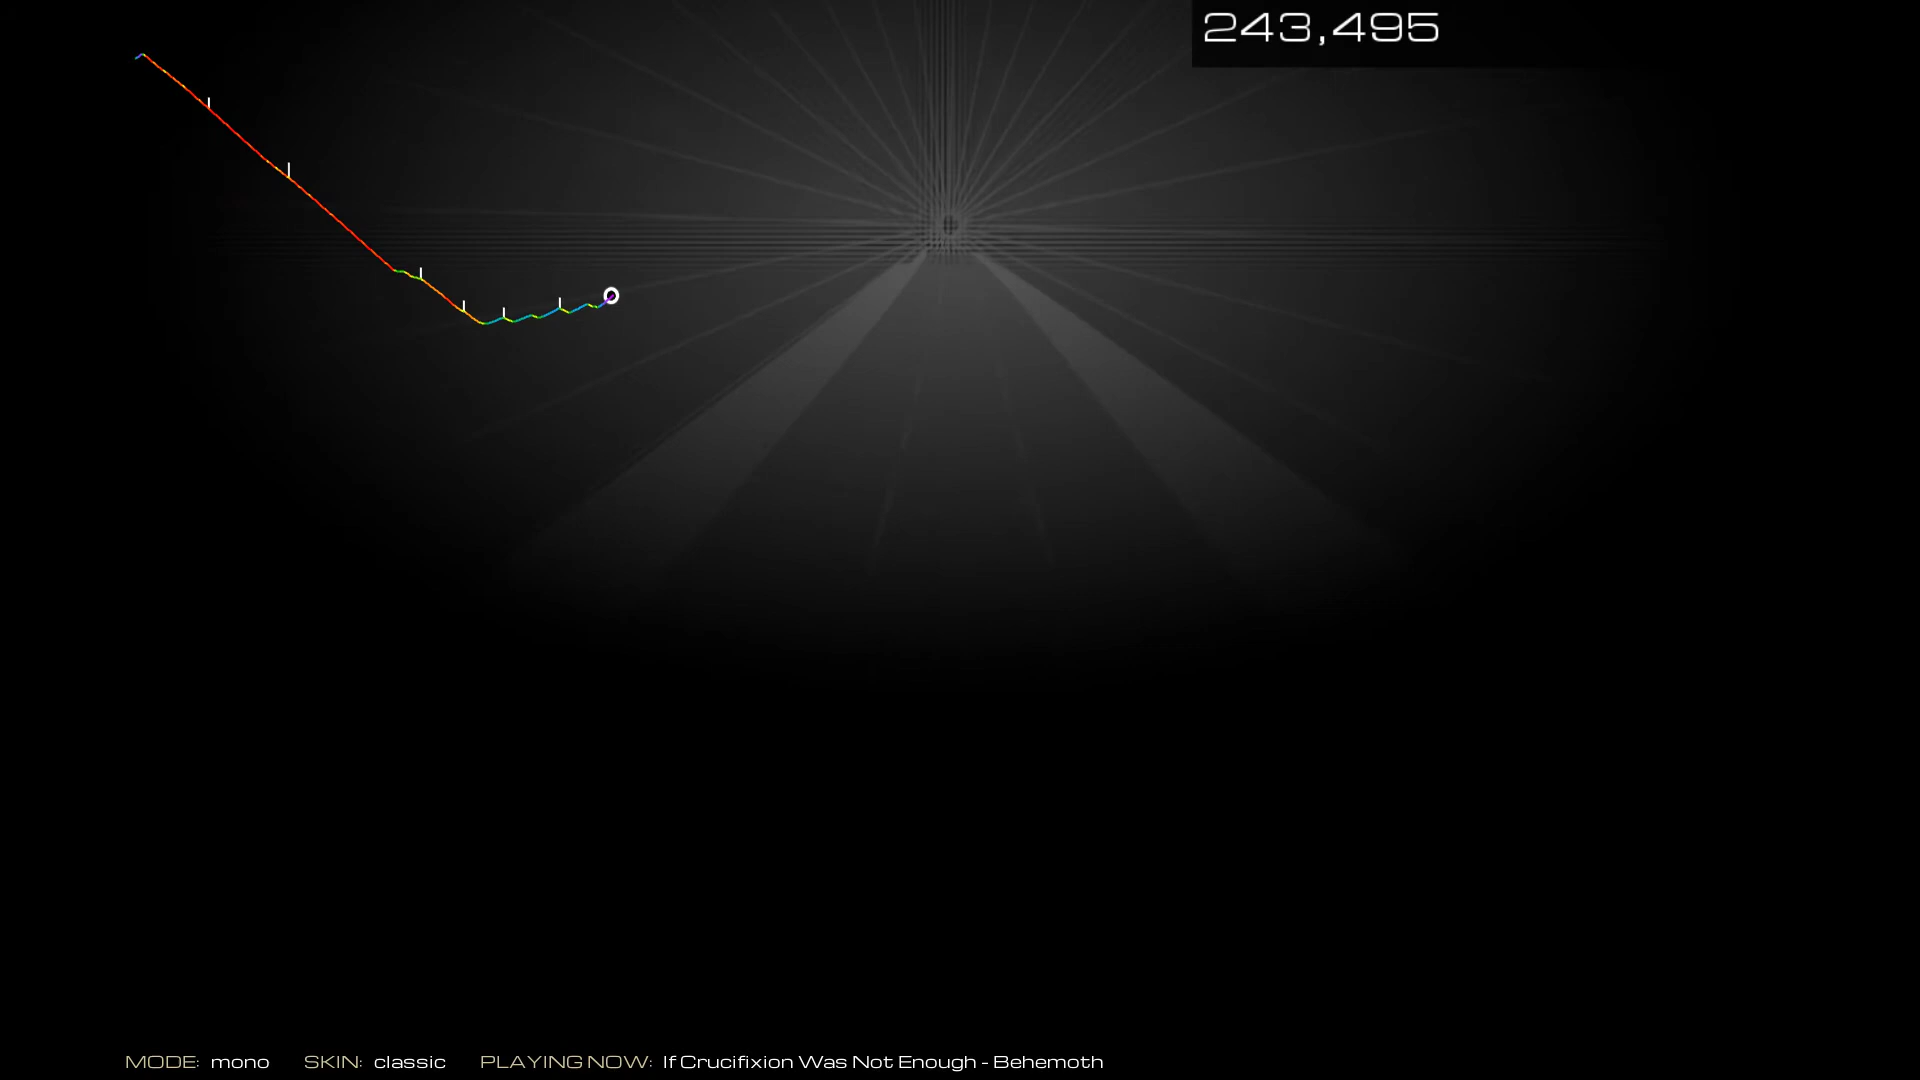 243,495
MODE: mono SKIN: classic PLAYING NOW: If Crucifixion Was Not Enough - Behemoth